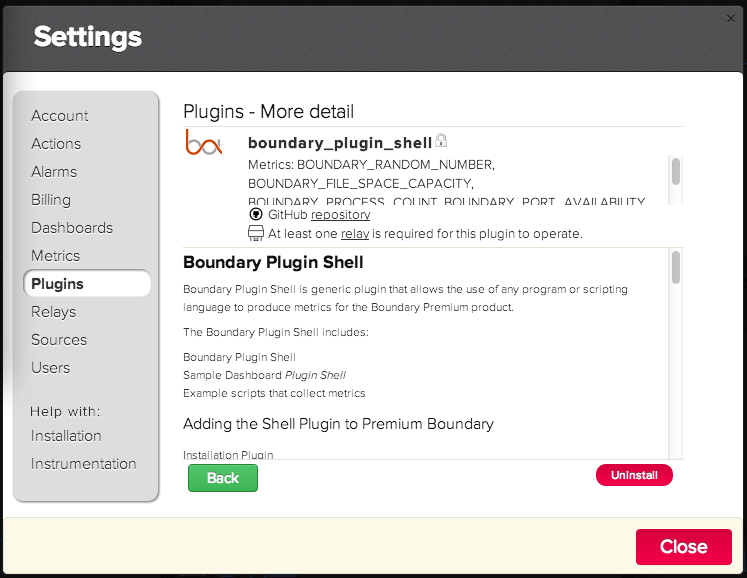 Settings
Account
Actions
Alarms
Billing
Dashboards
Metrics
Plugins
Relays
Sources
Users
Help with:
Installation
Instrumentation
Plugins - More detail
boundary_plugin_shell
Metrics: BOUNDARY_RANDOM_NUMBER,
BOUNDARY_FILE_SPACE_CAPACITY,
BOUNDARY_PROCESS_COUNT, BOUNDARY_PORT_AVAILABILITY
GitHub repository
At least one relay is required for this plugin to operate.
Boundary Plugin Shell
Boundary Plugin Shell is generic plugin that allows the use of any program or scripting
language to produce metrics for the Boundary Premium product.
The Boundary Plugin Shell includes:
Boundary Plugin Shell
Sample Dashboard Plugin Shell
Example scripts that collect metrics
Adding the Shell Plugin to Premium Boundary
Installation Plugin
Back
Uninstall
Close